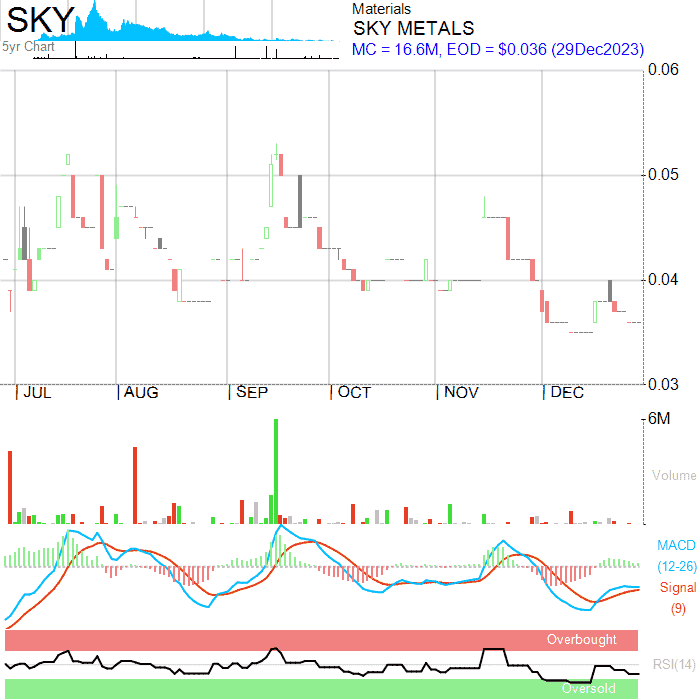 SKY
5yr Chart
Materials
SKY METALS
MC = 16.6M, EOD = $0.036 (29Dec2023)
0.06
0.05
0.04
0.03
JUL AUG SEP OCT NOV DEC
6M
Volume
MACD
(12-26)
Signal
(9)
Overbought
RSI(14)
Oversold